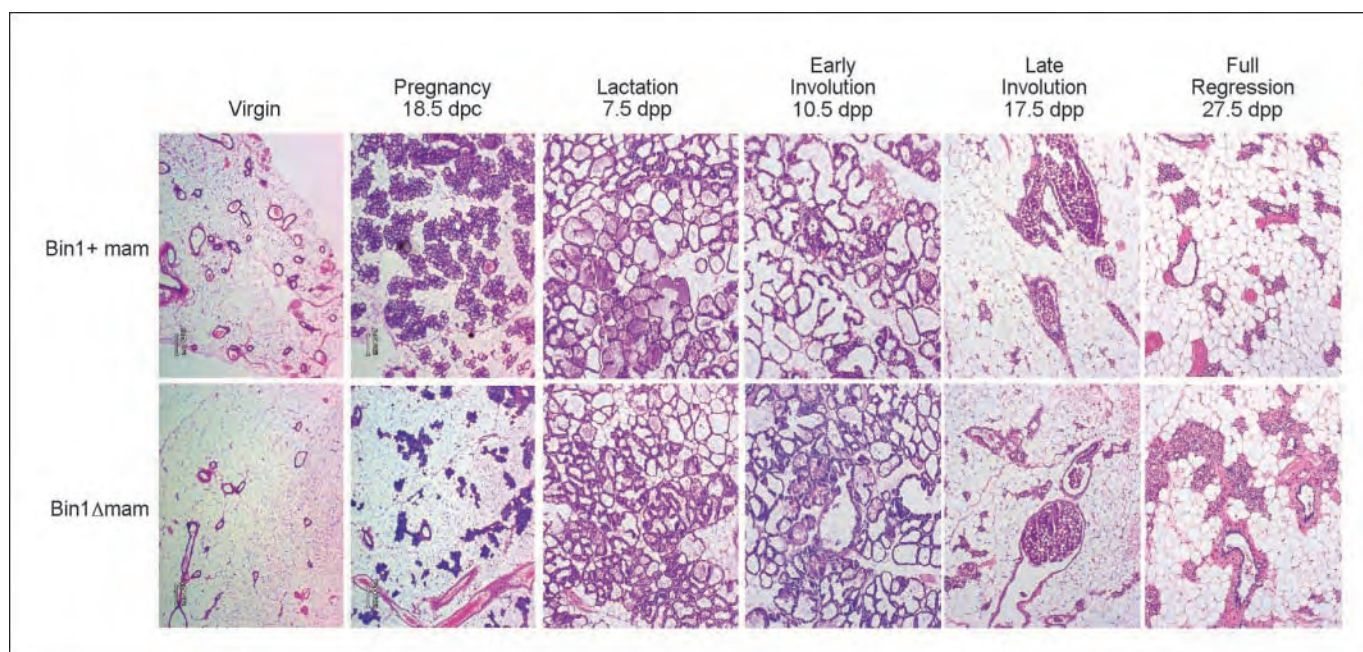 Virgin
Pregnancy
18.5 dpc
Lactation
7.5 dpp
Early
Involution
10.5 dpp
Late
Involution
17.5 dpp
Full
Regression
27.5 dpp
Bin1+ mam
Bin1Δmam